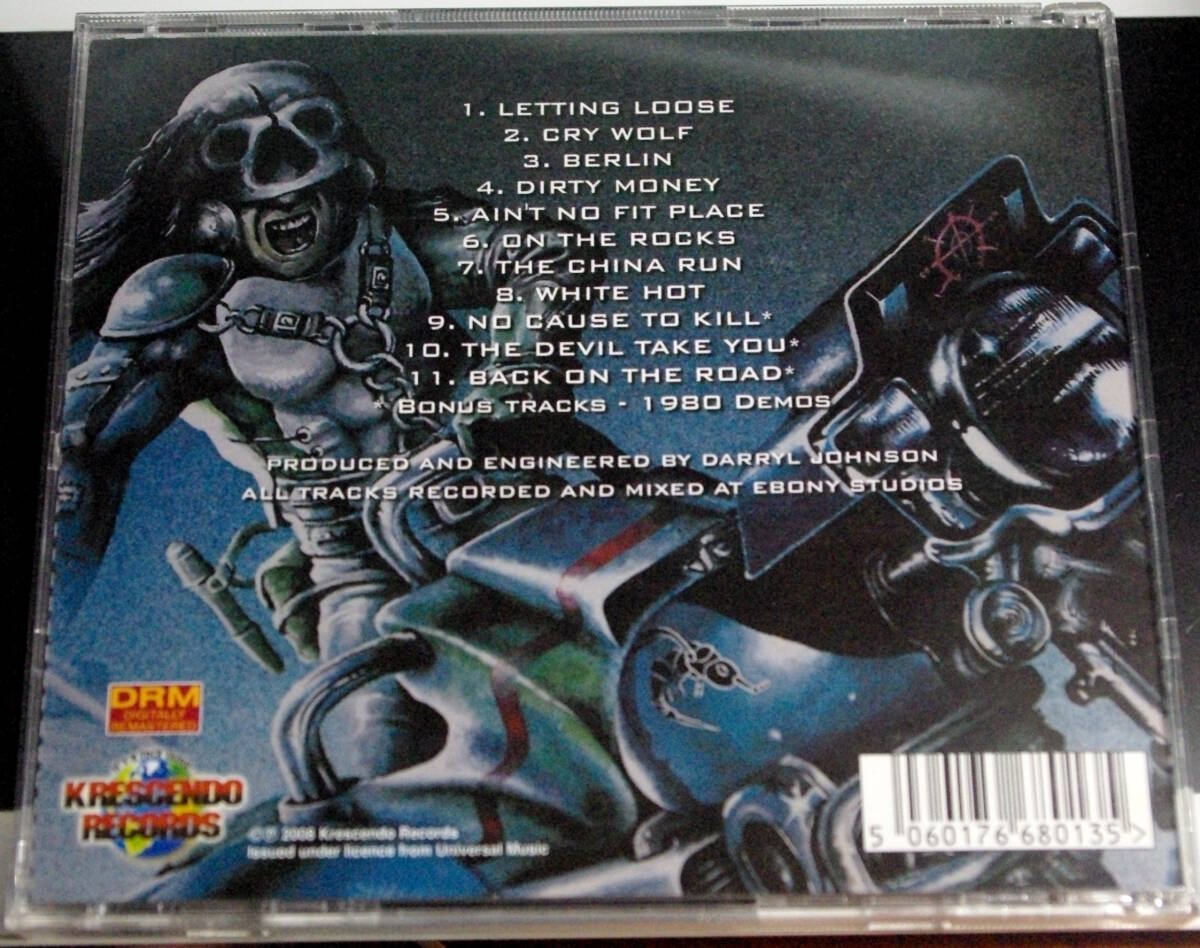 1. LETTING LOOSE
2. CRY WOLF
3. BERLIN
4. DIRTY MONEY
5. AIN'T NO FIT PLACE
6. ON THE ROCKS
7. THE CHINA RUN
8. WHITE HOT
9. NO CAUSE TO KILL*
10. THE DEVIL TAKE YOU*
11. BACK ON THE ROAD*
* BONUS TRACKS - 1980 DEMOS
PRODUCED AND ENGINEERED BY DARRYL JOHNSON
ALL TRACKS RECORDED AND MIXED AT EBONY STUDIOS
DRM
DIGITALLY
REMASTERED
KRESCENDO
RECORDS
©℗ 2008 Krescendo Records
Issued under licence from Universal Music
5 060176 680135 >